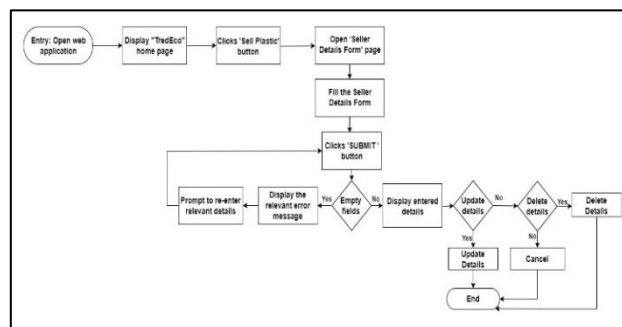 Entry: Open web
application
Display "TredEco"
home page
Clicks 'Sell Plastic'
button
Open 'Seller
Details Form' page
Fill the Seller
Details Form
Clicks 'SUBMIT'
button
Prompt to re-enter
relevant details
Display the
relevant error
message
Yes
Empty
fields
No
Display entered
details
Update
details
No
Delete
details
Yes
Delete
Details
Yes
No
Update
Details
Cancel
End